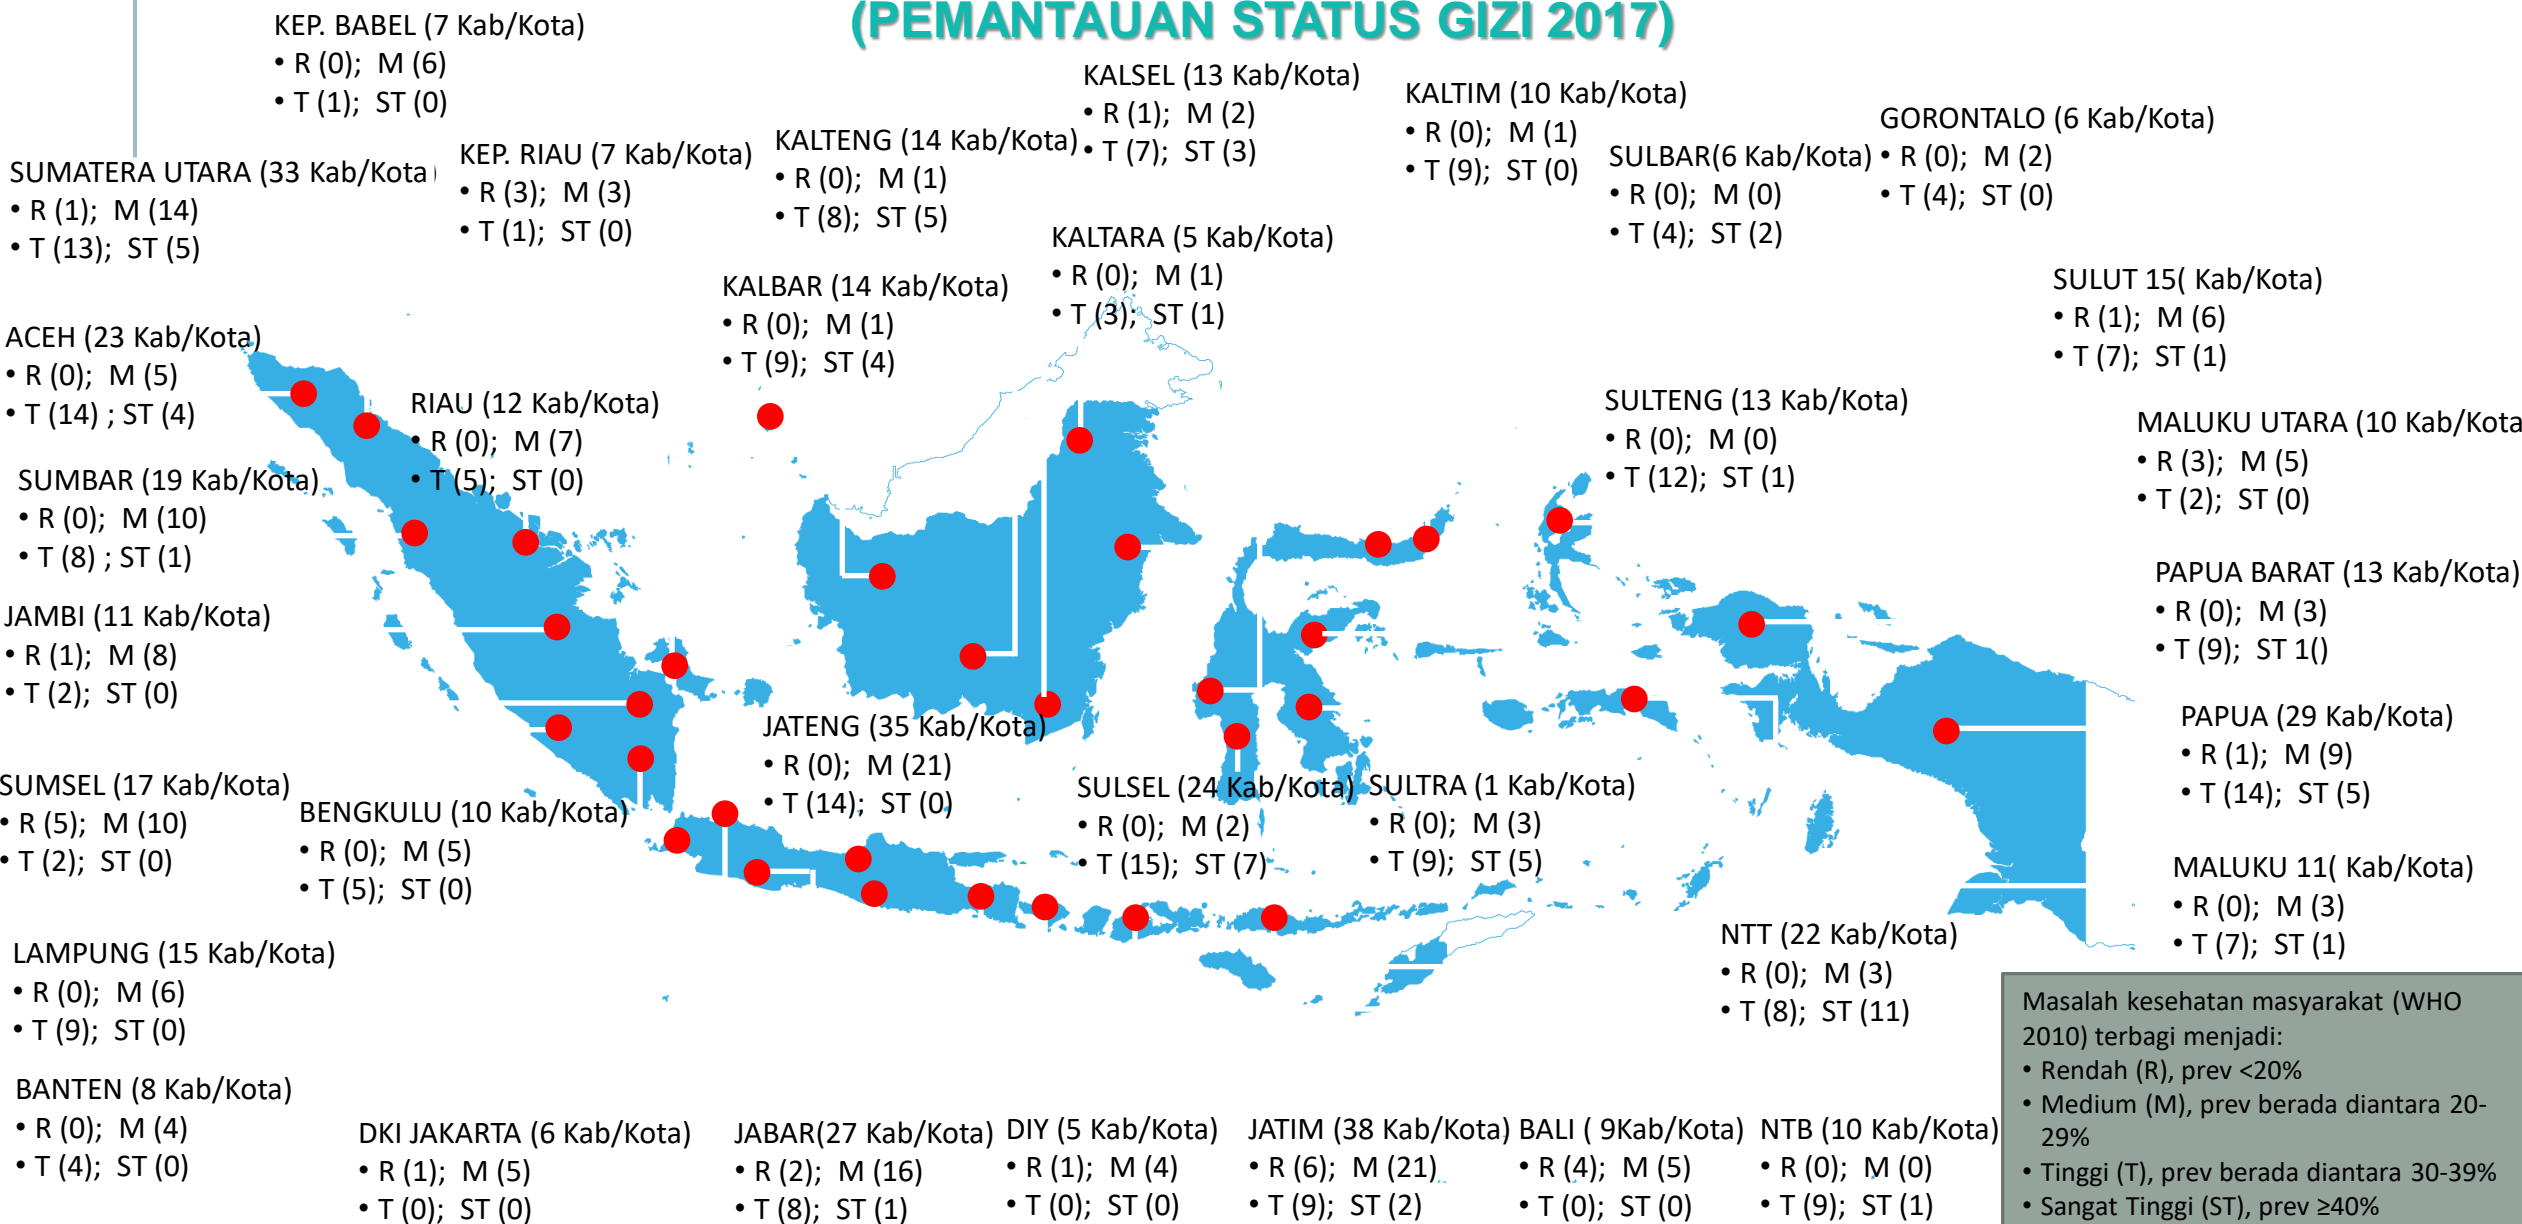 (PEMANTAUAN STATUS GIZI 2017)
KEP. BABEL (7 Kab/Kota)
• R (0); M (6)
• T (1); ST (0)
SUMATERA UTARA (33 Kab/Kota)
• R (1); M (14)
• T (13); ST (5)
KEP. RIAU (7 Kab/Kota)
• R (3); M (3)
• T (1); ST (0)
KALTENG (14 Kab/Kota)
• R (0); M (1)
• T (8); ST (5)
KALSEL (13 Kab/Kota)
• R (1); M (2)
• T (7); ST (3)
KALTIM (10 Kab/Kota)
• R (0); M (1)
• T (9); ST (0)
SULBAR(6 Kab/Kota)
• R (0); M (0)
• T (4); ST (2)
GORONTALO (6 Kab/Kota)
• R (0); M (2)
• T (4); ST (0)
KALTARA (5 Kab/Kota)
• R (0); M (1)
• T (3); ST (1)
KALBAR (14 Kab/Kota)
• R (0); M (1)
• T (9); ST (4)
SULUT 15( Kab/Kota)
• R (1); M (6)
• T (7); ST (1)
ACEH (23 Kab/Kota)
• R (0); M (5)
• T (14) ; ST (4)
RIAU (12 Kab/Kota)
• R (0); M (7)
• T (5); ST (0)
SULTENG (13 Kab/Kota)
• R (0); M (0)
• T (12); ST (1)
MALUKU UTARA (10 Kab/Kota
• R (3); M (5)
• T (2); ST (0)
SUMBAR (19 Kab/Kota)
• R (0); M (10)
• T (8) ; ST (1)
PAPUA BARAT (13 Kab/Kota)
• R (0); M (3)
• T (9); ST 1()
JAMBI (11 Kab/Kota)
• R (1); M (8)
• T (2); ST (0)
PAPUA (29 Kab/Kota)
• R (1); M (9)
• T (14); ST (5)
SUMSEL (17 Kab/Kota)
• R (5); M (10)
• T (2); ST (0)
BENGKULU (10 Kab/Kota)
• R (0); M (5)
• T (5); ST (0)
JATENG (35 Kab/Kota)
• R (0); M (21)
• T (14); ST (0)
SULSEL (24 Kab/Kota)
• R (0); M (2)
• T (15); ST (7)
SULTRA (1 Kab/Kota)
• R (0); M (3)
• T (9); ST (5)
MALUKU 11( Kab/Kota)
• R (0); M (3)
• T (7); ST (1)
LAMPUNG (15 Kab/Kota)
• R (0); M (6)
• T (9); ST (0)
NTT (22 Kab/Kota)
• R (0); M (3)
• T (8); ST (11)
BANTEN (8 Kab/Kota)
• R (0); M (4)
• T (4); ST (0)
DKI JAKARTA (6 Kab/Kota)
• R (1); M (5)
• T (0); ST (0)
JABAR(27 Kab/Kota)
• R (2); M (16)
• T (8); ST (1)
DIY (5 Kab/Kota)
• R (1); M (4)
• T (0); ST (0)
JATIM (38 Kab/Kota)
• R (6); M (21)
• T (9); ST (2)
BALI ( 9Kab/Kota)
• R (4); M (5)
• T (0); ST (0)
NTB (10 Kab/Kota)
• R (0); M (0)
• T (9); ST (1)
Masalah kesehatan masyarakat (WHO
2010) terbagi menjadi:
• Rendah (R), prev <20%
• Medium (M), prev berada diantara 20-
29%
• Tinggi (T), prev berada diantara 30-39%
• Sangat Tinggi (ST), prev ≥40%